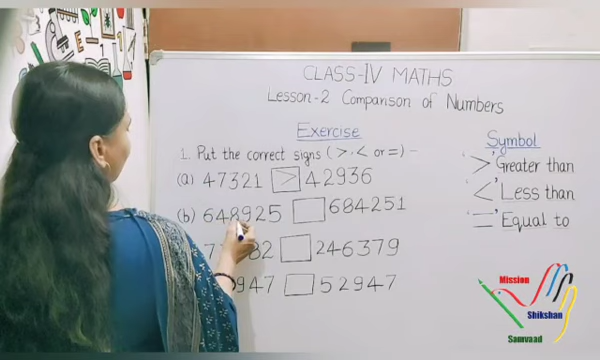 CLASS-IV MATHS
Lesson-2 Comparison of Numbers
Exercise
1. Put the correct signs (>, < or =) -
(a) 47321 > 42936
(b) 648925 684251
246379
947 52947
Symbol
'>' Greater than
'<' Less than
'=' Equal to
Mission
Shikshan
Samvaad